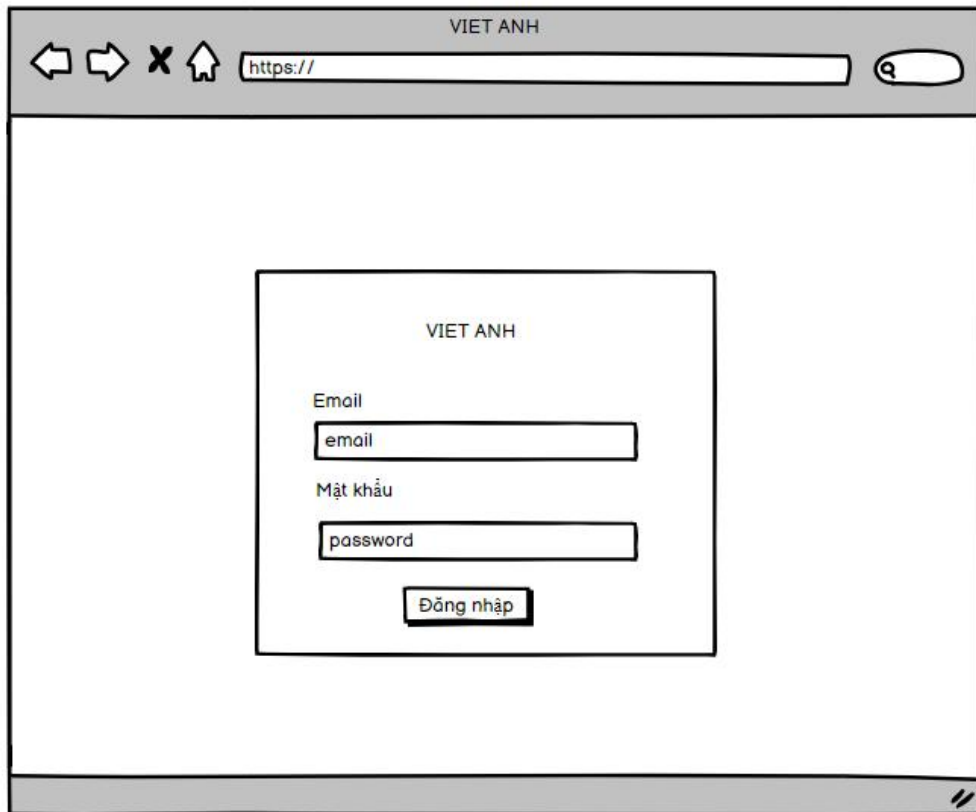 VIET ANH
https://
VIET ANH
Email
email
Mật khẩu
password
Đăng nhập